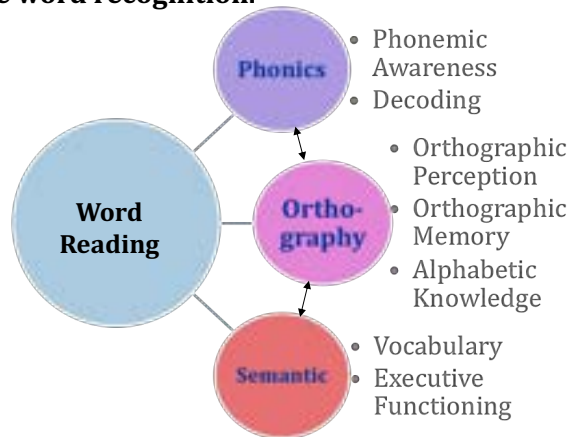 word recognition.
Phonics
• Phonemic
Awareness
• Decoding
Word
Reading
Ortho-
graphy
• Orthographic
Perception
• Orthographic
Memory
• Alphabetic
Knowledge
Semantic
• Vocabulary
• Executive
Functioning